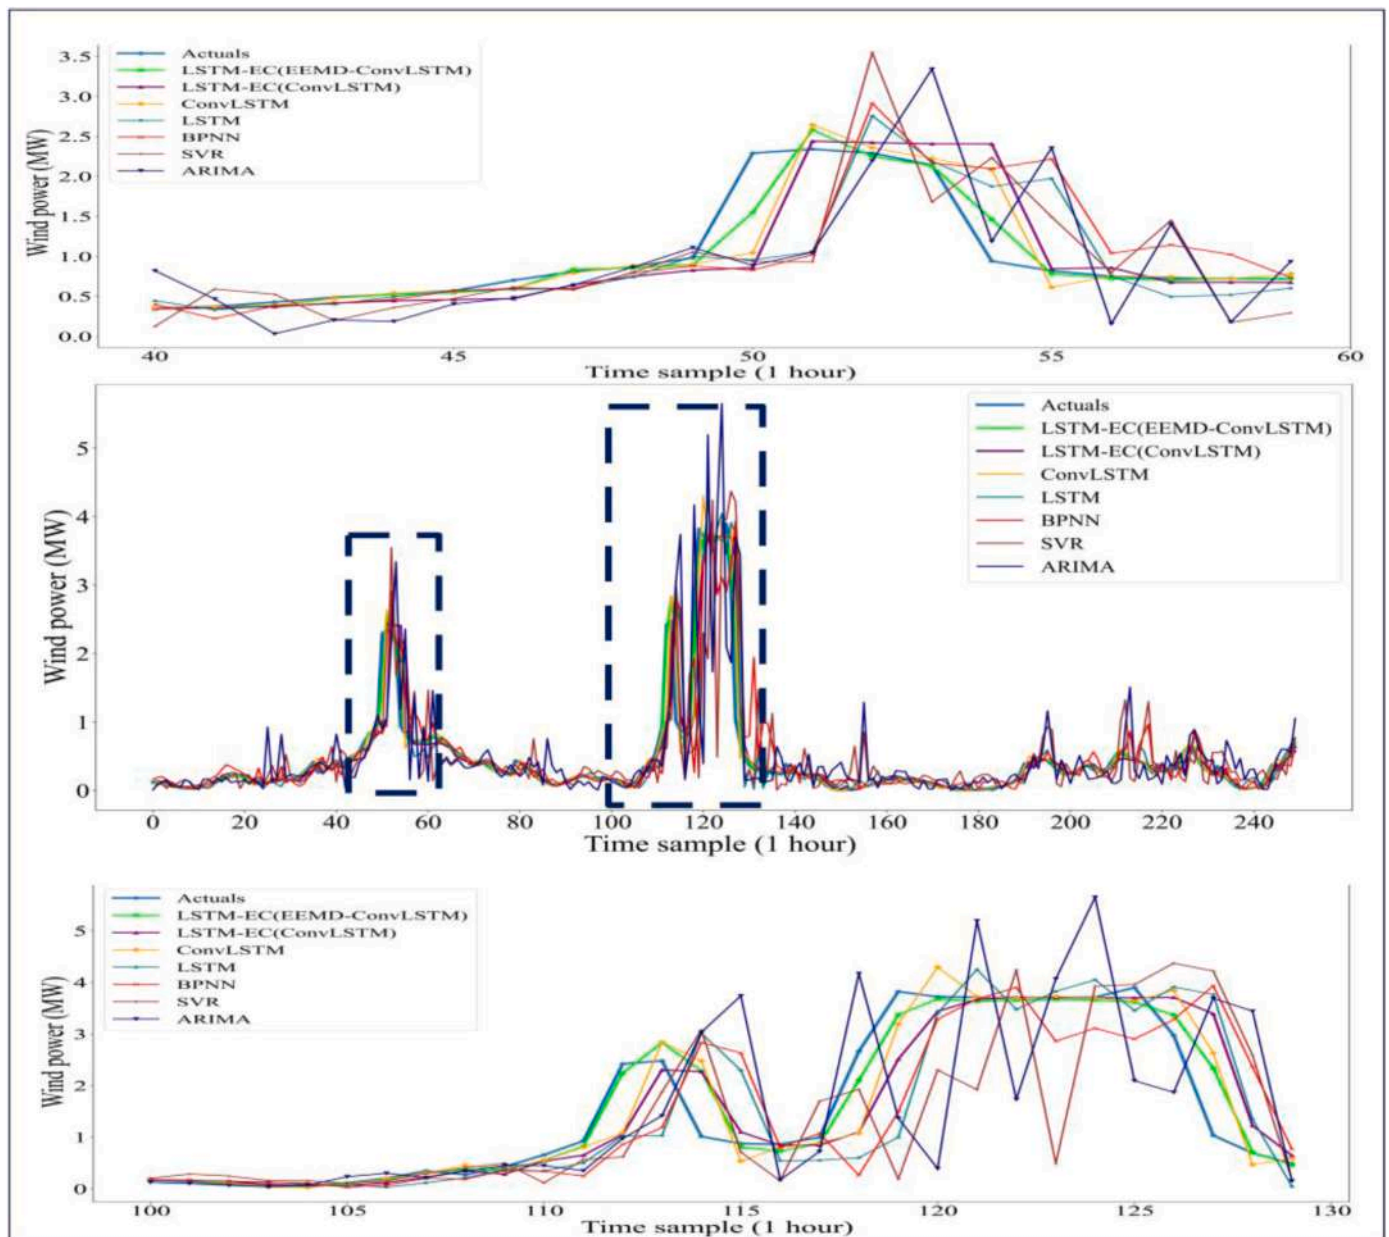 Actuals
LSTM-EC(EEMD-ConvLSTM)
LSTM-EC(ConvLSTM)
ConvLSTM
LSTM
BPNN
SVR
ARIMA
Wind power (MW)
3.5
3.0
2.5
2.0
1.5
1.0
0.5
0.0
40 45 50 55 60
Time sample (1 hour)
Actuals
LSTM-EC(EEMD-ConvLSTM)
LSTM-EC(ConvLSTM)
ConvLSTM
LSTM
BPNN
SVR
ARIMA
Wind power (MW)
5
4
3
2
1
0
0 20 40 60 80 100 120 140 160 180 200 220 240
Time sample (1 hour)
Actuals
LSTM-EC(EEMD-ConvLSTM)
LSTM-EC(ConvLSTM)
ConvLSTM
LSTM
BPNN
SVR
ARIMA
Wind power (MW)
5
4
3
2
1
0
100 105 110 115 120 125 130
Time sample (1 hour)